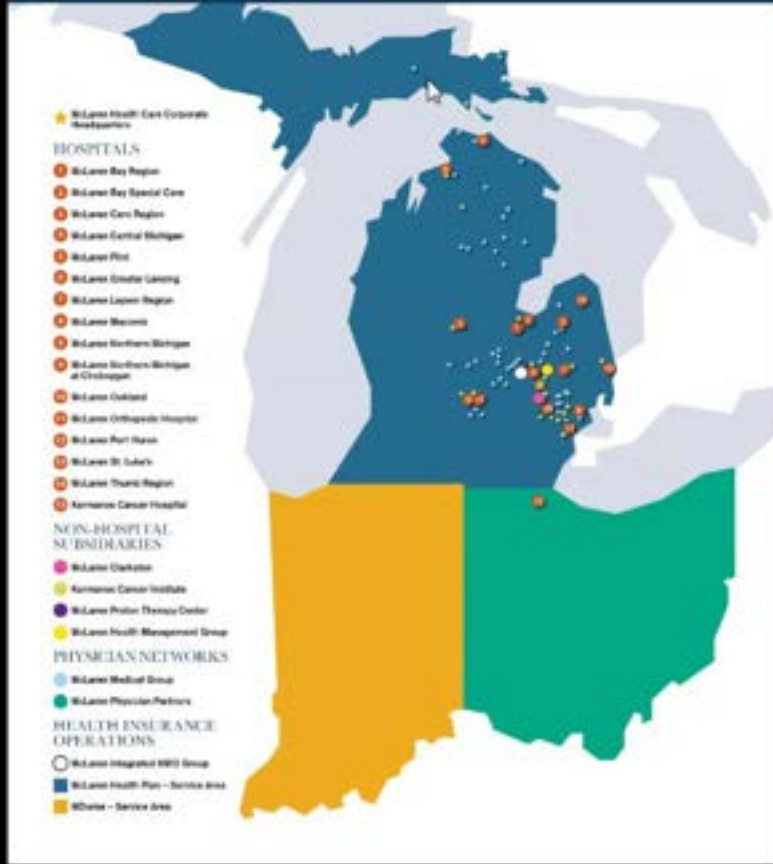 McLaren Health Care Corporate
Headquarters
HOSPITALS
1 McLaren Bay Region
2 McLaren Bay Special Care
McLaren Caro Region
McLaren Central Michigan
McLaren Flint
McLaren Greater Lansing
7 McLaren Lapeer Region
McLaren Macomb
McLaren Northern Michigan
McLaren Northern Michigan
at Cheboygan
McLaren Oakland
McLaren Orthopedic Hospital
McLaren Port Huron
McLaren St. Luke's
McLaren Thumb Region
Karmanos Cancer Hospital
NON-HOSPITAL
SUBSIDIARIES
McLaren Clarkston
Karmanos Cancer Institute
McLaren Proton Therapy Center
McLaren Health Management Group
PHYSICIAN NETWORKS
McLaren Medical Group
McLaren Physician Partners
HEALTH INSURANCE
OPERATIONS
McLaren Integrated HMO Group
McLaren Health Plan – Service Area
MDwise – Service Area